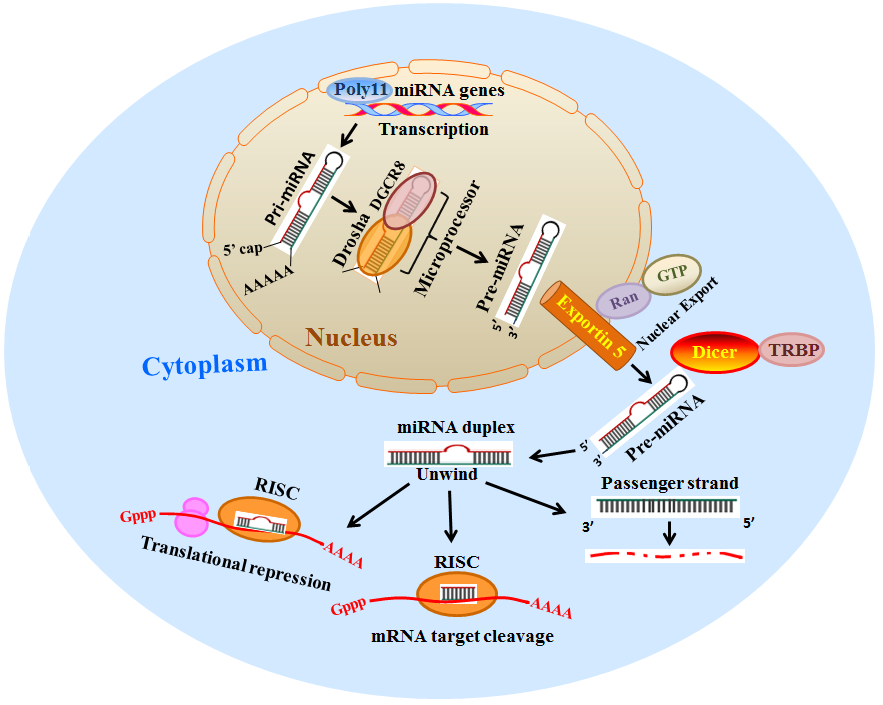 Poly11 miRNA genes
Transcription
Pri-miRNA
5' cap
AAAAA
Drosha
DGCR8
Microprocessor
Pre-miRNA
5'
3'
Exportin 5
Ran
GTP
Nuclear Export
Nucleus
Cytoplasm
Dicer
TRBP
Pre-miRNA
5'
3'
miRNA duplex
Unwind
Passenger strand
3'
5'
RISC
Gppp
AAAA
Translational repression
RISC
Gppp
AAAA
mRNA target cleavage